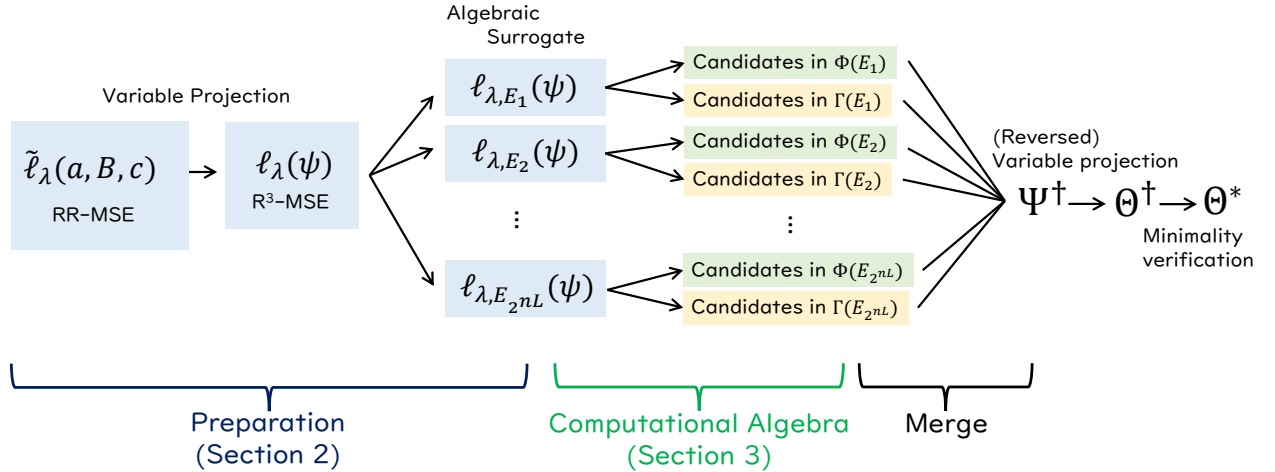 Variable Projection
ℓ̃_λ(a, B, c)
RR-MSE
ℓ_λ(ψ)
R³-MSE
Algebraic
Surrogate
ℓ_{λ,E_1}(ψ)
ℓ_{λ,E_2}(ψ)
⋮
ℓ_{λ,E_{2^{nL}}}(ψ)
Candidates in Φ(E_1)
Candidates in Γ(E_1)
Candidates in Φ(E_2)
Candidates in Γ(E_2)
⋮
Candidates in Φ(E_{2^{nL}})
Candidates in Γ(E_{2^{nL}})
(Reversed)
Variable projection
Ψ† → Θ† → Θ*
Minimality
verification
Preparation
(Section 2)
Computational Algebra
(Section 3)
Merge